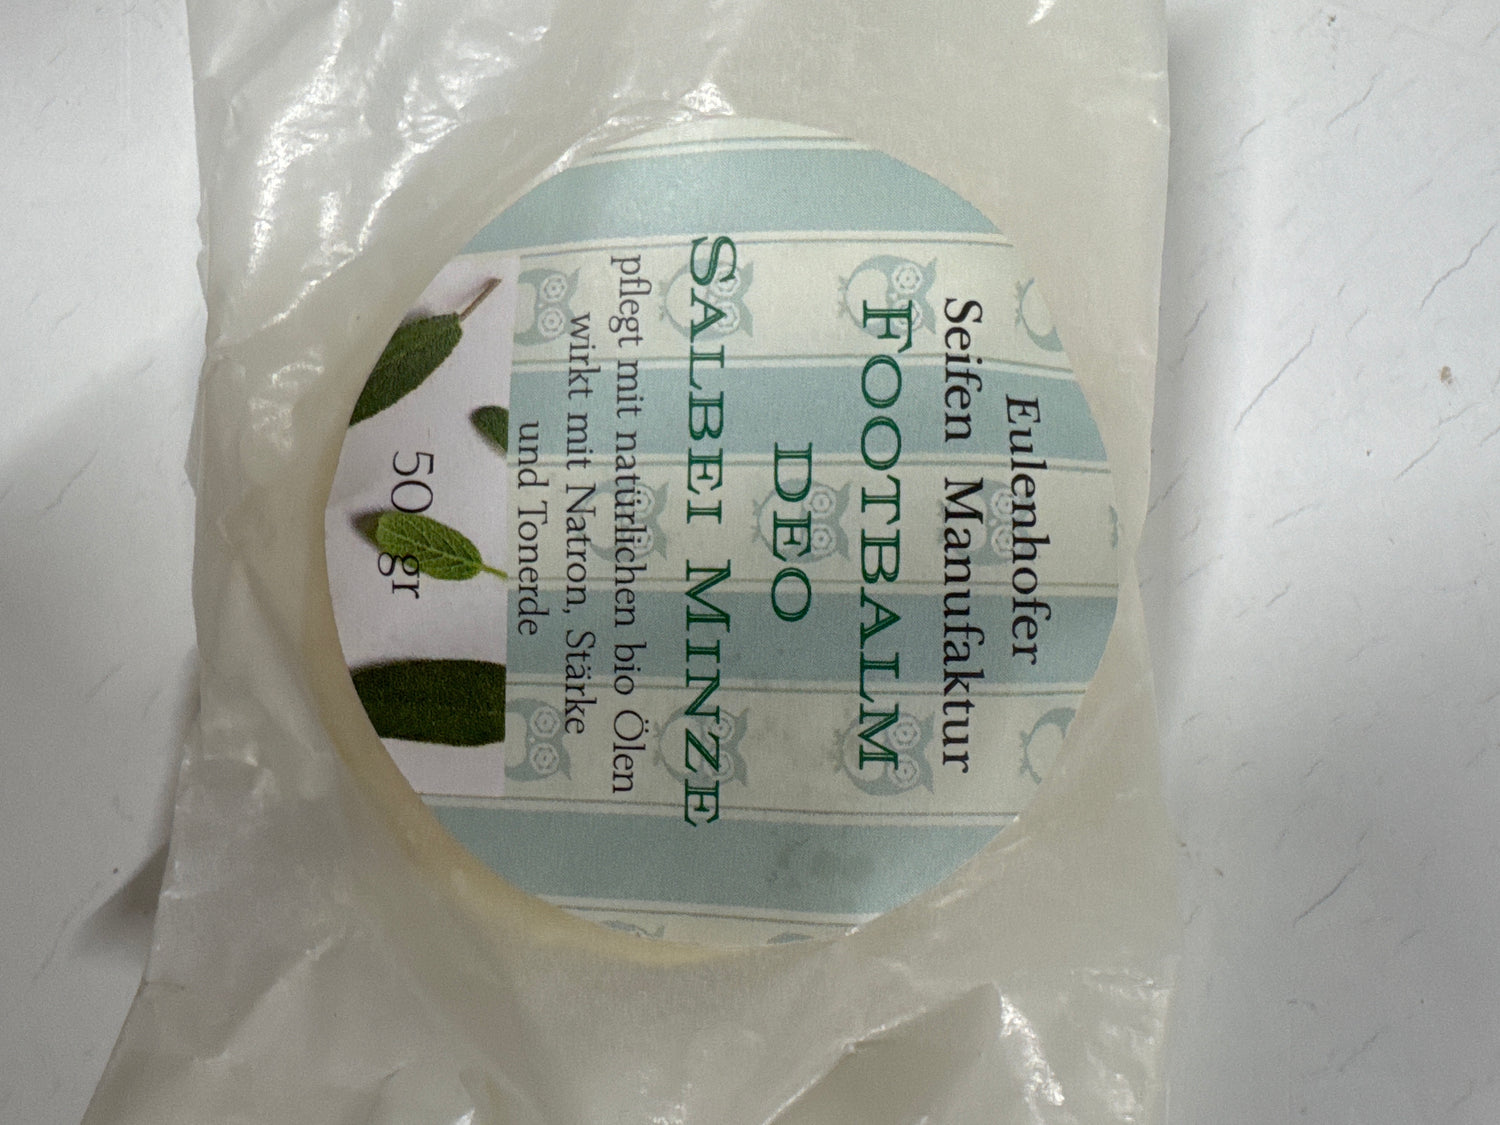 Eulenhofer
Seifen Manufaktur
FOOTBALM
DEO
SALBEI MINZE
pflegt mit natürlichen bio Ölen
wirkt mit Natron, Stärke
und Tonerde
50 gr